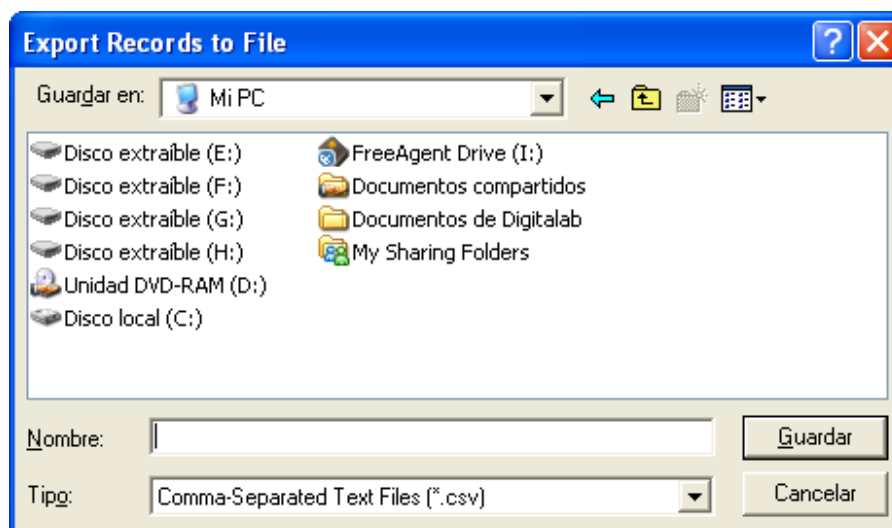 Export Records to File
Guardar en: Mi PC
Disco extraíble (E:)
Disco extraíble (F:)
Disco extraíble (G:)
Disco extraíble (H:)
Unidad DVD-RAM (D:)
Disco local (C:)
FreeAgent Drive (I:)
Documentos compartidos
Documentos de Digitalab
My Sharing Folders
Nombre:
Guardar
Tipo: Comma-Separated Text Files (*.csv)
Cancelar